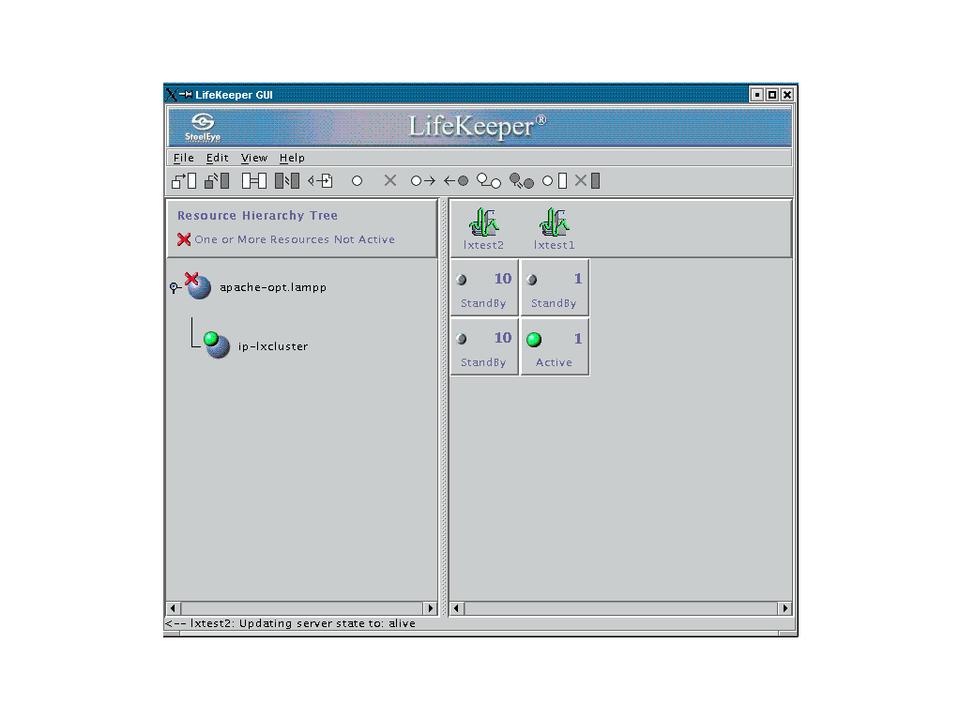 LifeKeeper GUI
SteelEye
LifeKeeper®
File Edit View Help
Resource Hierarchy Tree
One or More Resources Not Active
lxtest2 lxtest1
apache-opt.lampp
10 1
StandBy StandBy
ip-lxcluster
10 1
StandBy Active
<-- lxtest2: Updating server state to: alive